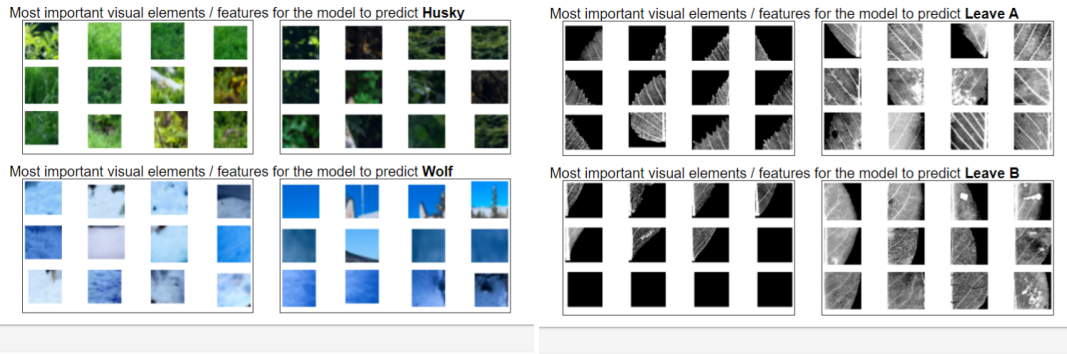 Most important visual elements / features for the model to predict Husky
Most important visual elements / features for the model to predict Wolf
Most important visual elements / features for the model to predict Leave A
Most important visual elements / features for the model to predict Leave B